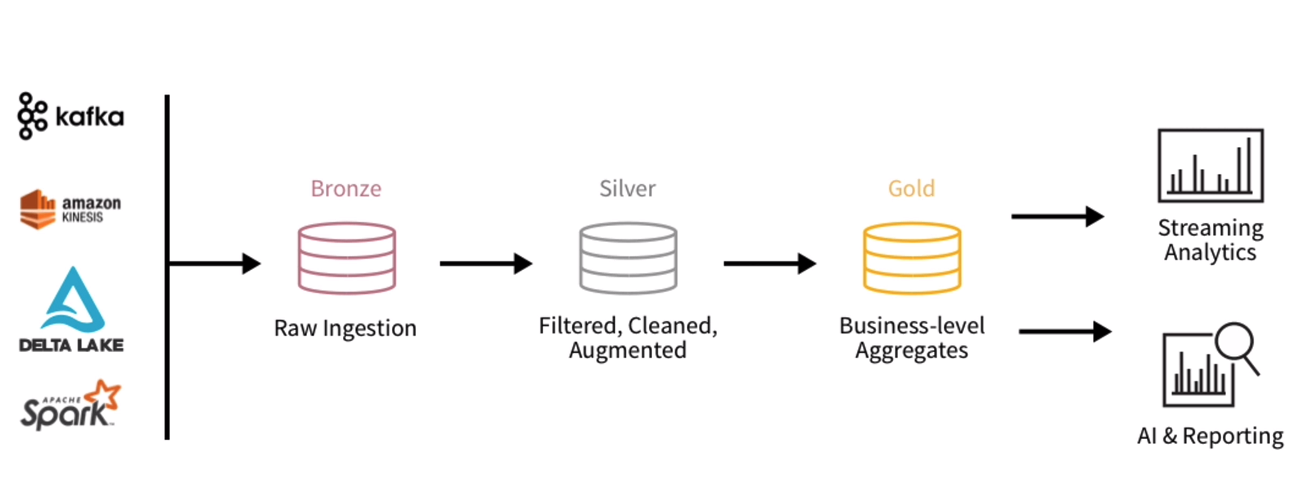 kafka
amazon
KINESIS
DELTA LAKE
APACHE
Spark™
Bronze
Raw Ingestion
Silver
Filtered, Cleaned,
Augmented
Gold
Business-level
Aggregates
Streaming
Analytics
AI & Reporting